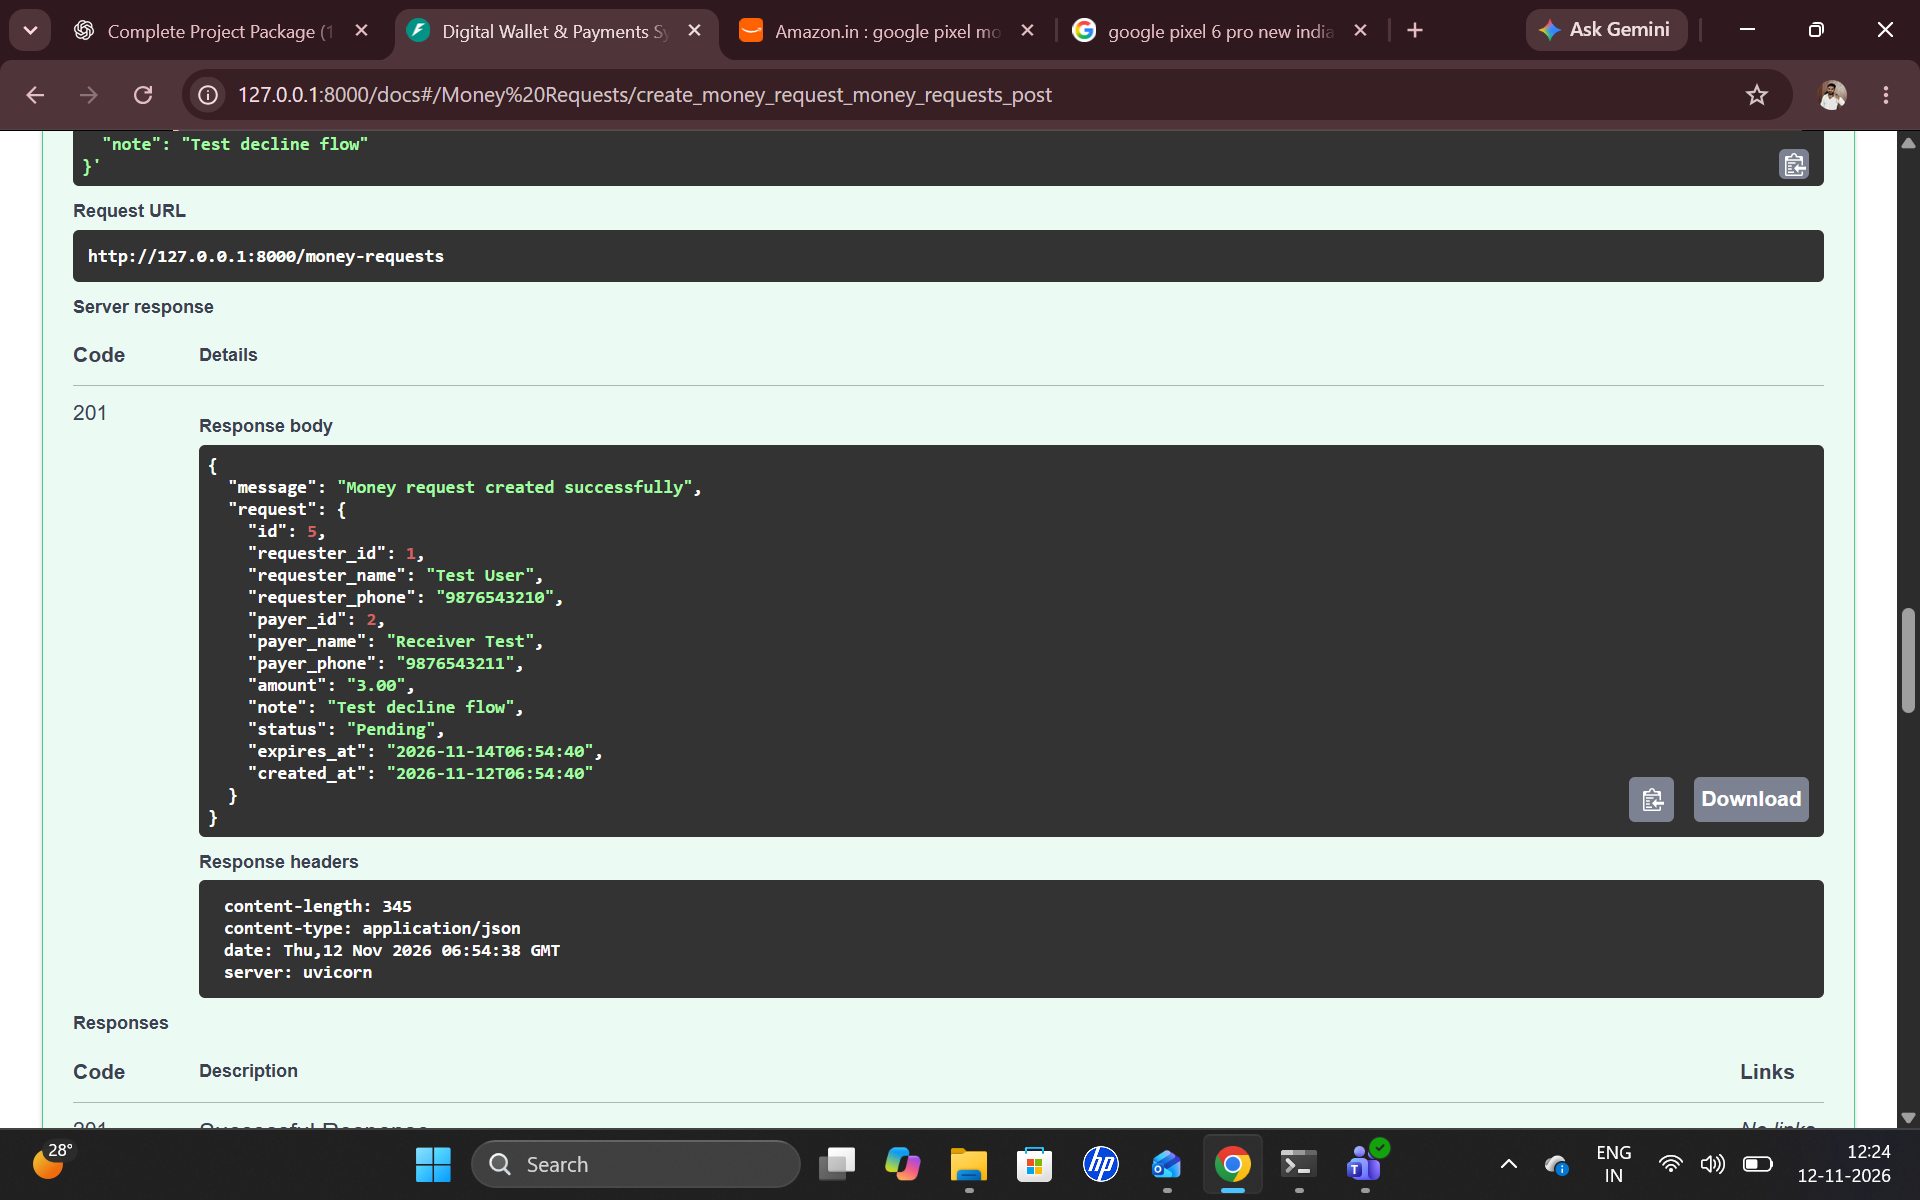 Complete Project Package (1
Digital Wallet & Payments Sy
Amazon.in : google pixel mo
google pixel 6 pro new india
Ask Gemini
127.0.0.1:8000/docs#/Money%20Requests/create_money_request_money_requests_post
"note": "Test decline flow"
}'
Request URL
http://127.0.0.1:8000/money-requests
Server response
Code Details
201
Response body
{
"message": "Money request created successfully",
"request": {
"id": 5,
"requester_id": 1,
"requester_name": "Test User",
"requester_phone": "9876543210",
"payer_id": 2,
"payer_name": "Receiver Test",
"payer_phone": "9876543211",
"amount": "3.00",
"note": "Test decline flow",
"status": "Pending",
"expires_at": "2026-11-14T06:54:40",
"created_at": "2026-11-12T06:54:40"
}
}
Download
Response headers
content-length: 345
content-type: application/json
date: Thu,12 Nov 2026 06:54:38 GMT
server: uvicorn
Responses
Code Description Links
201 Successful Response No links
28°
Search
hp
ENG
IN
12:24
12-11-2026